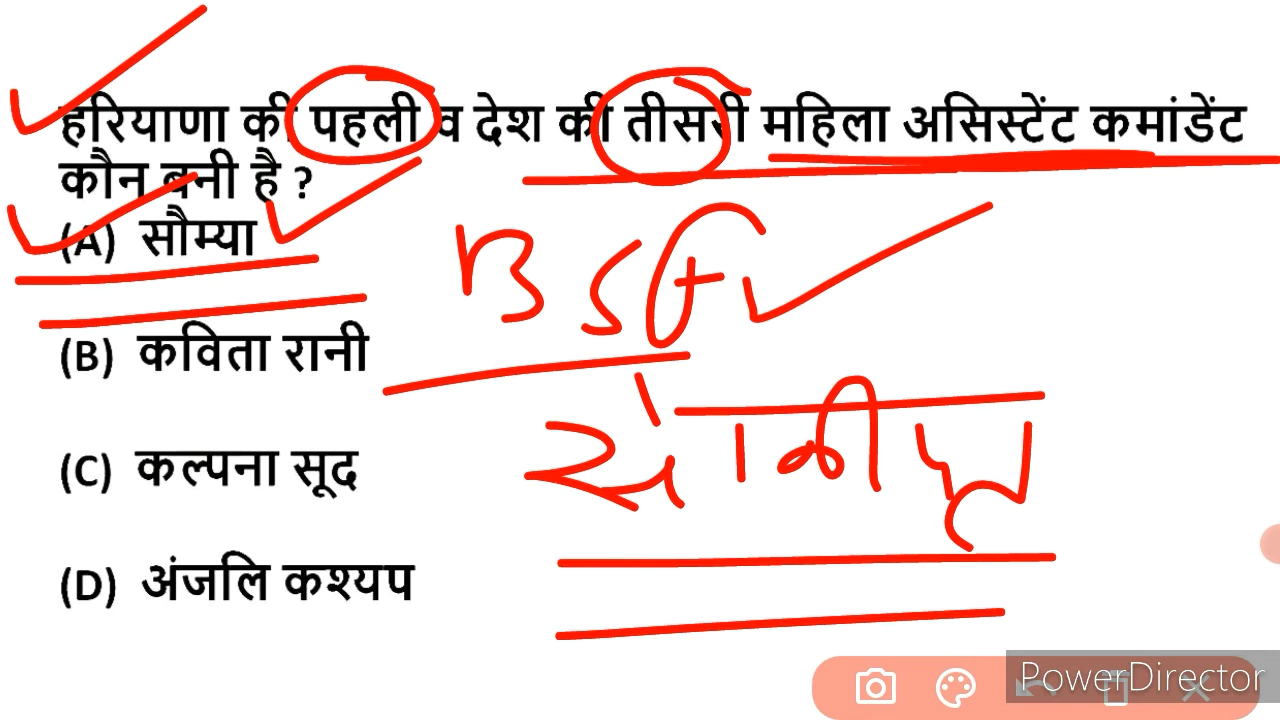 हरियाणा की पहली व देश की तीसरी महिला असिस्टेंट कमांडेंट
कौन बनी है ?
(A) सौम्या
BSF
(B) कविता रानी
(C) कल्पना सूद
(D) अंजलि कश्यप
PowerDirector